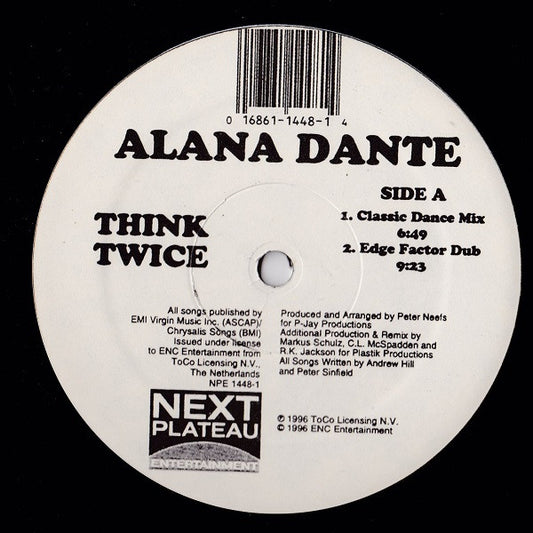 0 16861-1448-1 4
ALANA DANTE
SIDE A
THINK
TWICE
1. Classic Dance Mix
6:49
2. Edge Factor Dub
9:23
All songs published by
EMI Virgin Music Inc. (ASCAP)/
Chrysalis Songs (BMI)
Issued under license
to ENC Entertainment from
ToCo Licensing N.V.,
The Netherlands
NPE 1448-1
Produced and Arranged by Peter Neefs
for P-Jay Productions
Additional Production & Remix by
Markus Schulz, C.L. McSpadden and
R.K. Jackson for Plastik Productions
All Songs Written by Andrew Hill
and Peter Sinfield
℗ 1996 ToCo Licensing N.V.
© 1996 ENC Entertainment
NEXT
PLATEAU
ENTERTAINMENT